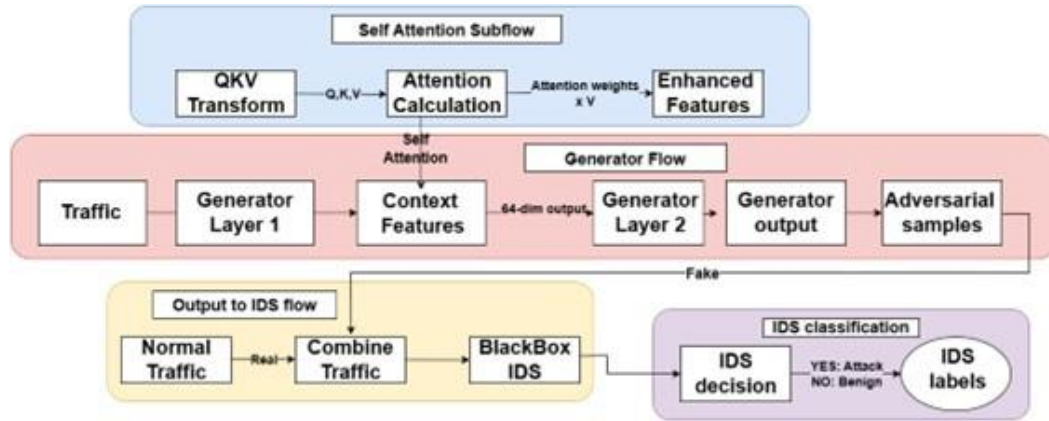 Self Attention Subflow
QKV
Transform
Q,K,V
Attention
Calculation
Attention weights
x V
Enhanced
Features
Self
Attention
Generator Flow
Traffic
Generator
Layer 1
Context
Features
64-dim output
Generator
Layer 2
Generator
output
Adversarial
samples
Fake
Output to IDS flow
Normal
Traffic
Real
Combine
Traffic
BlackBox
IDS
IDS classification
IDS
decision
YES: Attack
NO: Benign
IDS
labels